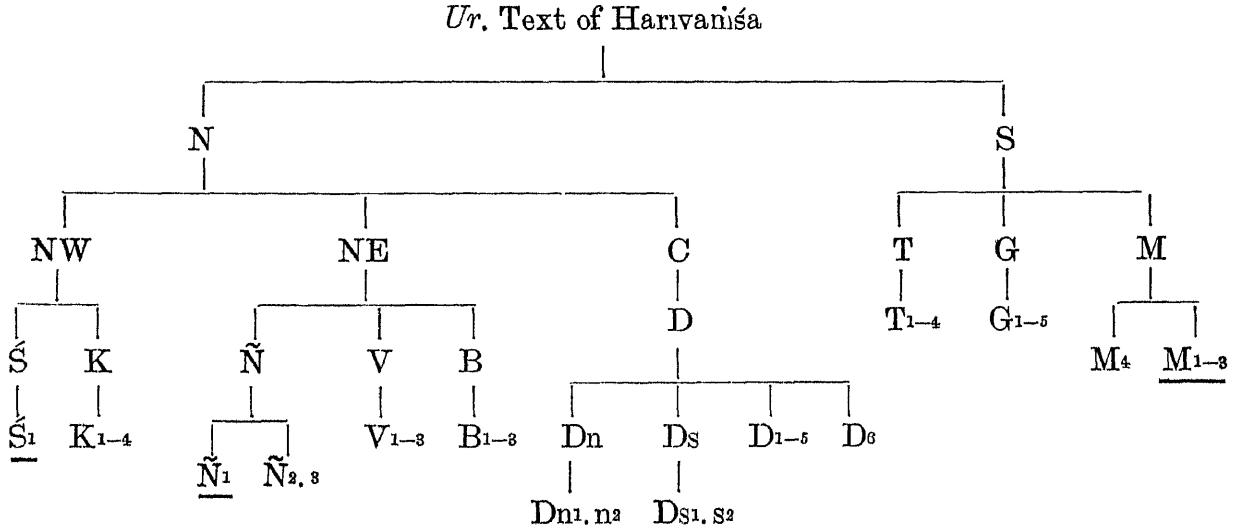 Ur. Text of Harivaṁśa
N S
NW NE C T G M
Ś K Ñ V B D T1–4 G1–5 M4 M1–3
Ś1 K1–4 Ñ1 Ñ2, 3 V1–3 B1–3 Dn Ds D1–5 D6
Dn1, n2 Ds1, s2